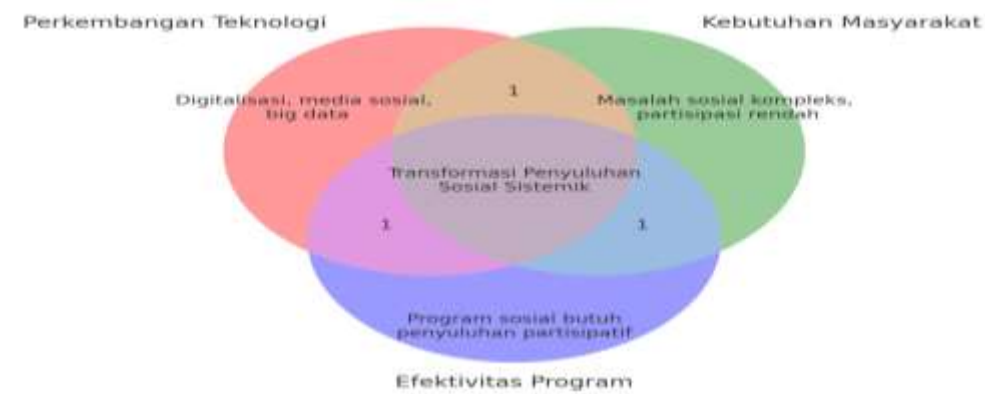 Perkembangan Teknologi
Kebutuhan Masyarakat
1
Digitalisasi, media sosial,
big data
Masalah sosial kompleks,
partisipasi rendah
Transformasi Penyuluhan
Sosial Sistemik
1
1
Program sosial butuh
penyuluhan partisipatif
Efektivitas Program